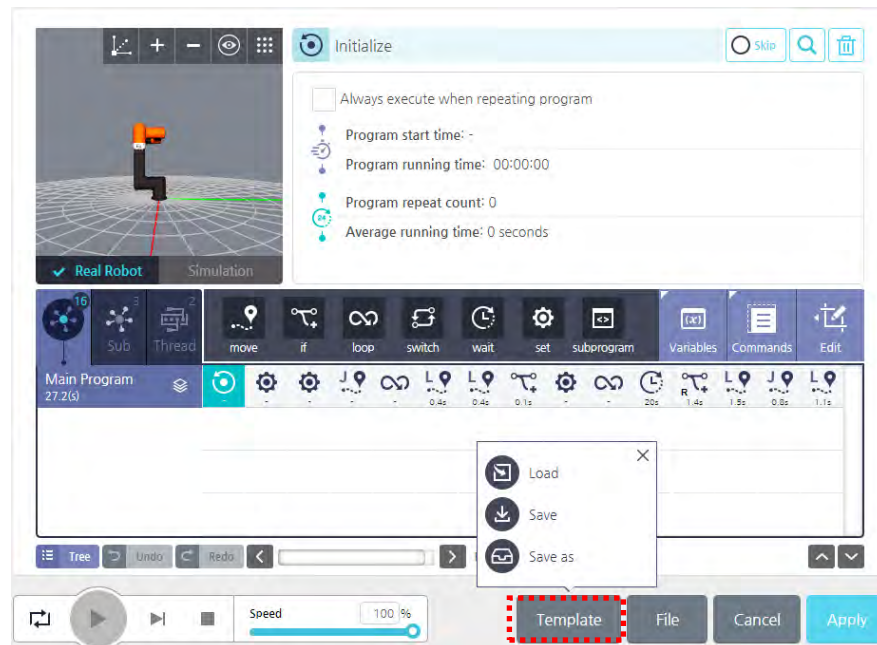 Initialize
Skip
Always execute when repeating program
Program start time: -
Program running time: 00:00:00
Program repeat count: 0
24
Average running time: 0 seconds
Real Robot
Simulation
16
3
2
Sub
Thread
move
if
loop
switch
wait
set
subprogram
(x)
Variables
Commands
Edit
Main Program
27.2(s)
- - - - - 0.4s 0.4s 0.1s - - 20s R 1.4s 1.5s 0.8s 1.1s
J L L L J L
Load
Save
Save as
Tree
Undo
Redo
Speed
100 %
Template
File
Cancel
Apply